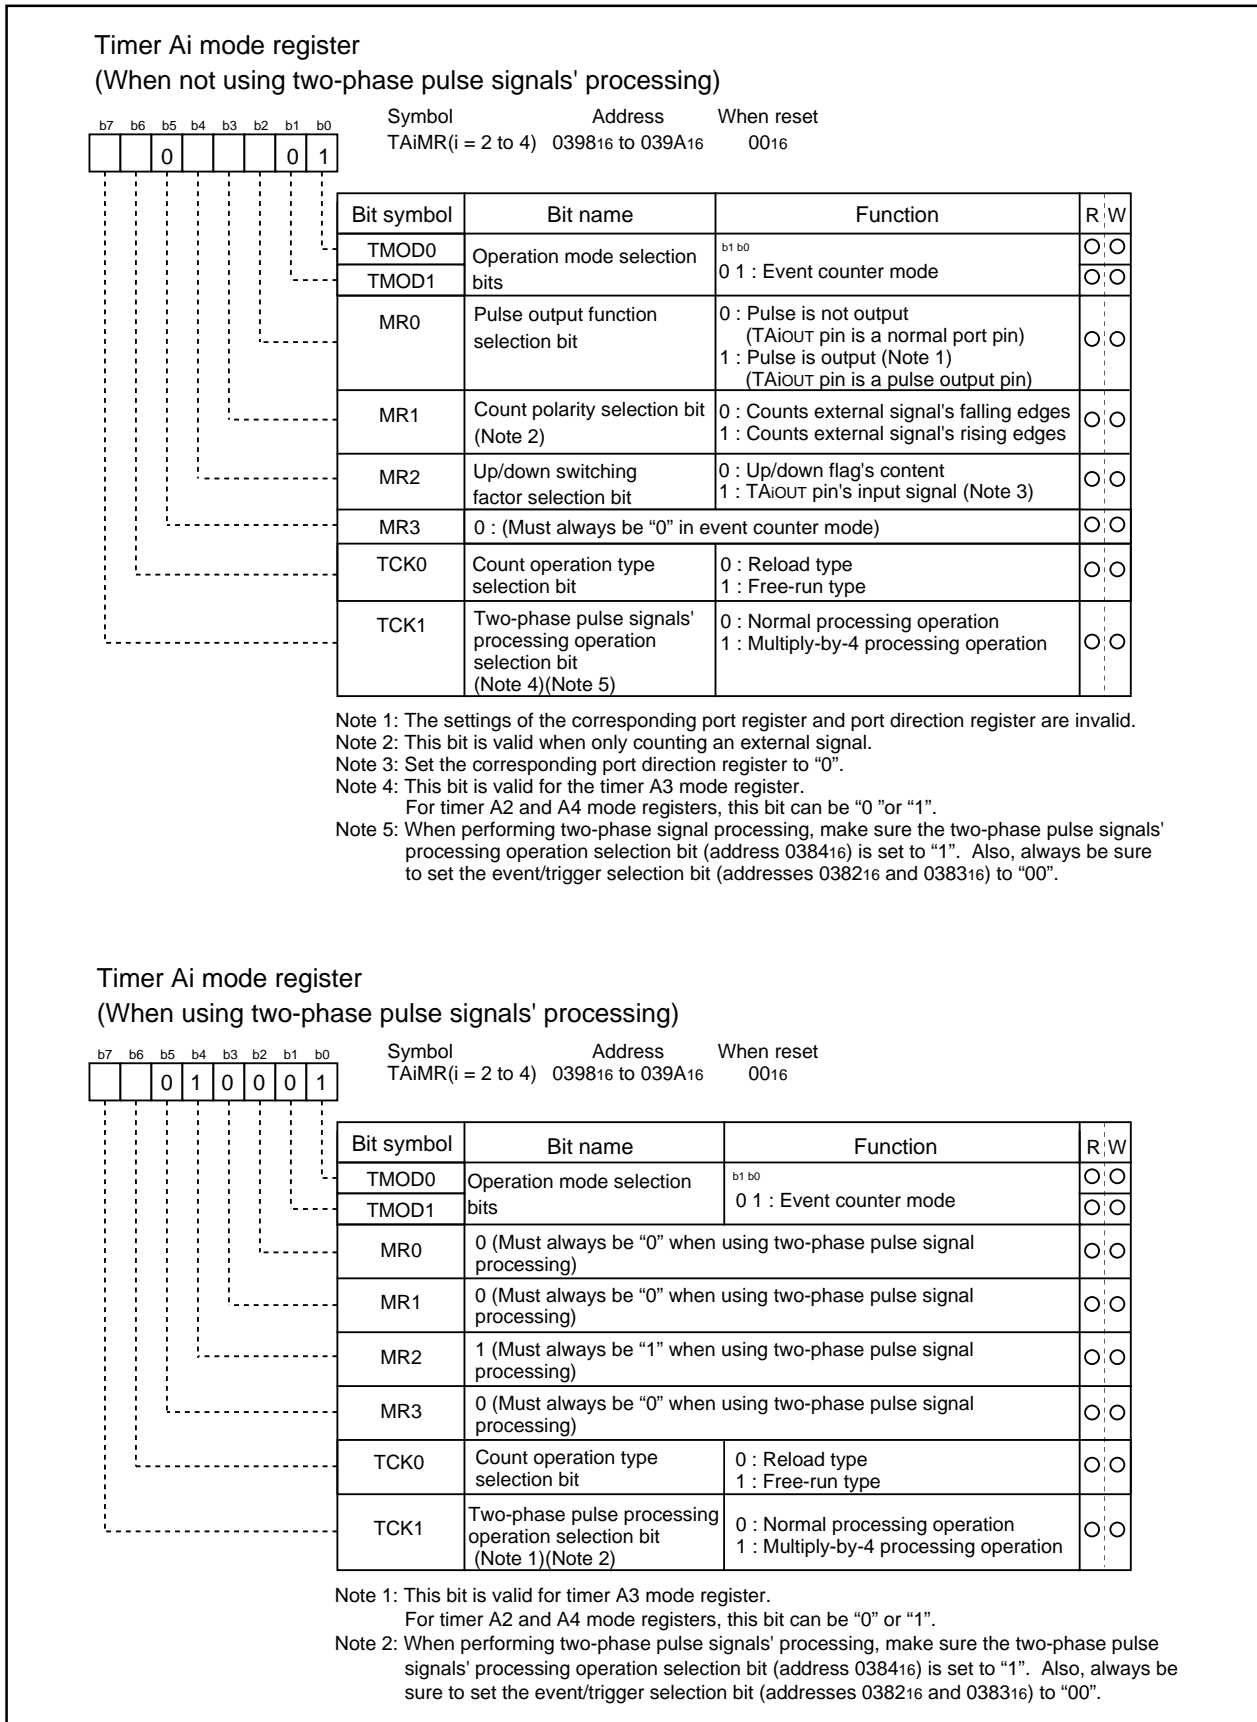 Timer Ai mode register
(When not using two-phase pulse signals' processing)
Symbol Address When reset
TAiMR(i = 2 to 4) 039816 to 039A16 0016
b7 b6 b5 b4 b3 b2 b1 b0
0 0 1
Bit symbol Bit name Function R W
TMOD0
TMOD1
Operation mode selection
bits
b1 b0
0 1 : Event counter mode
MR0
Pulse output function
selection bit
0 : Pulse is not output
(TAiOUT pin is a normal port pin)
1 : Pulse is output (Note 1)
(TAiOUT pin is a pulse output pin)
MR1
Count polarity selection bit
(Note 2)
0 : Counts external signal's falling edges
1 : Counts external signal's rising edges
MR2
Up/down switching
factor selection bit
0 : Up/down flag's content
1 : TAiOUT pin's input signal (Note 3)
MR3
0 : (Must always be “0” in event counter mode)
TCK0
Count operation type
selection bit
0 : Reload type
1 : Free-run type
TCK1
Two-phase pulse signals'
processing operation
selection bit
(Note 4)(Note 5)
0 : Normal processing operation
1 : Multiply-by-4 processing operation
Note 1: The settings of the corresponding port register and port direction register are invalid.
Note 2: This bit is valid when only counting an external signal.
Note 3: Set the corresponding port direction register to “0”.
Note 4: This bit is valid for the timer A3 mode register.
For timer A2 and A4 mode registers, this bit can be “0 ”or “1”.
Note 5: When performing two-phase signal processing, make sure the two-phase pulse signals'
processing operation selection bit (address 038416) is set to “1”. Also, always be sure
to set the event/trigger selection bit (addresses 038216 and 038316) to “00”.
Timer Ai mode register
(When using two-phase pulse signals' processing)
Symbol Address When reset
TAiMR(i = 2 to 4) 039816 to 039A16 0016
b7 b6 b5 b4 b3 b2 b1 b0
0 1 0 0 0 1
Bit symbol Bit name Function R W
TMOD0
TMOD1
Operation mode selection
bits
b1 b0
0 1 : Event counter mode
MR0
0 (Must always be “0” when using two-phase pulse signal
processing)
MR1
0 (Must always be “0” when using two-phase pulse signal
processing)
MR2
1 (Must always be “1” when using two-phase pulse signal
processing)
MR3
0 (Must always be “0” when using two-phase pulse signal
processing)
TCK0
Count operation type
selection bit
0 : Reload type
1 : Free-run type
TCK1
Two-phase pulse processing
operation selection bit
(Note 1)(Note 2)
0 : Normal processing operation
1 : Multiply-by-4 processing operation
Note 1: This bit is valid for timer A3 mode register.
For timer A2 and A4 mode registers, this bit can be “0” or “1”.
Note 2: When performing two-phase pulse signals' processing, make sure the two-phase pulse
signals' processing operation selection bit (address 038416) is set to “1”. Also, always be
sure to set the event/trigger selection bit (addresses 038216 and 038316) to “00”.